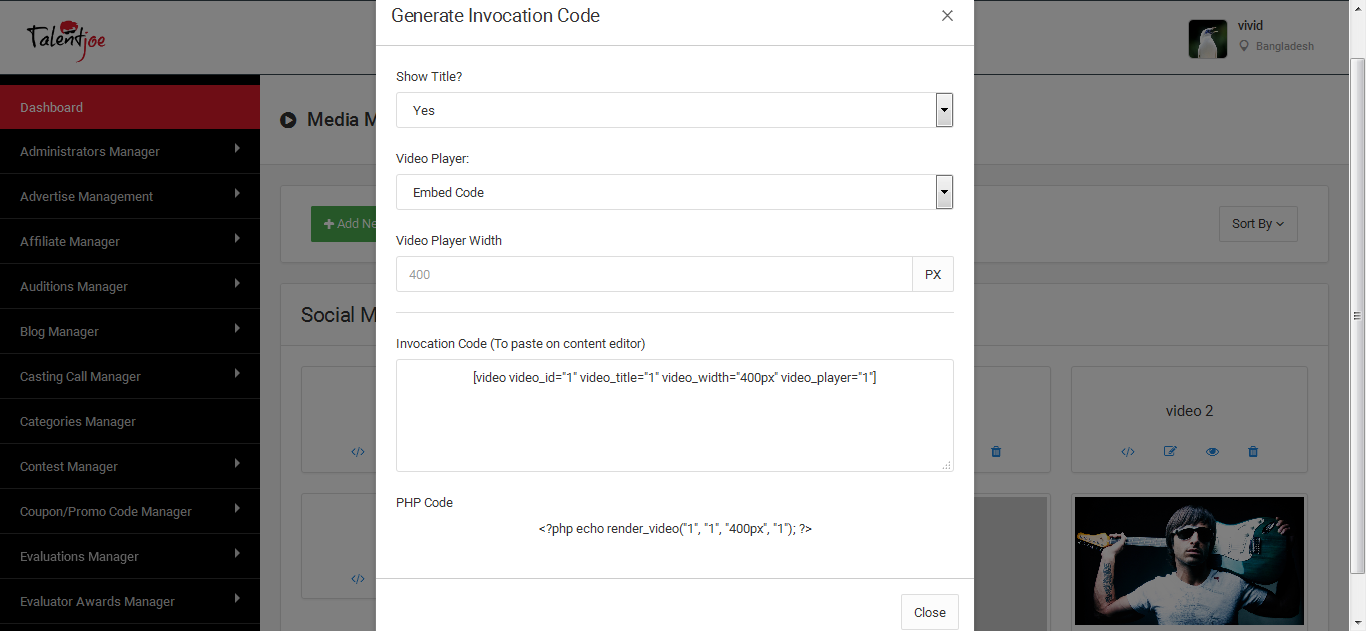 Talentjoe
vivid
Bangladesh
Dashboard
Administrators Manager
Advertise Management
Affiliate Manager
Auditions Manager
Blog Manager
Casting Call Manager
Categories Manager
Contest Manager
Coupon/Promo Code Manager
Evaluations Manager
Evaluator Awards Manager
Media M
Add Ne
Sort By
Social M
video 2
Generate Invocation Code
Show Title?
Yes
Video Player:
Embed Code
Video Player Width
400
PX
Invocation Code (To paste on content editor)
[video video_id="1" video_title="1" video_width="400px" video_player="1"]
PHP Code
<?php echo render_video("1", "1", "400px", "1"); ?>
Close